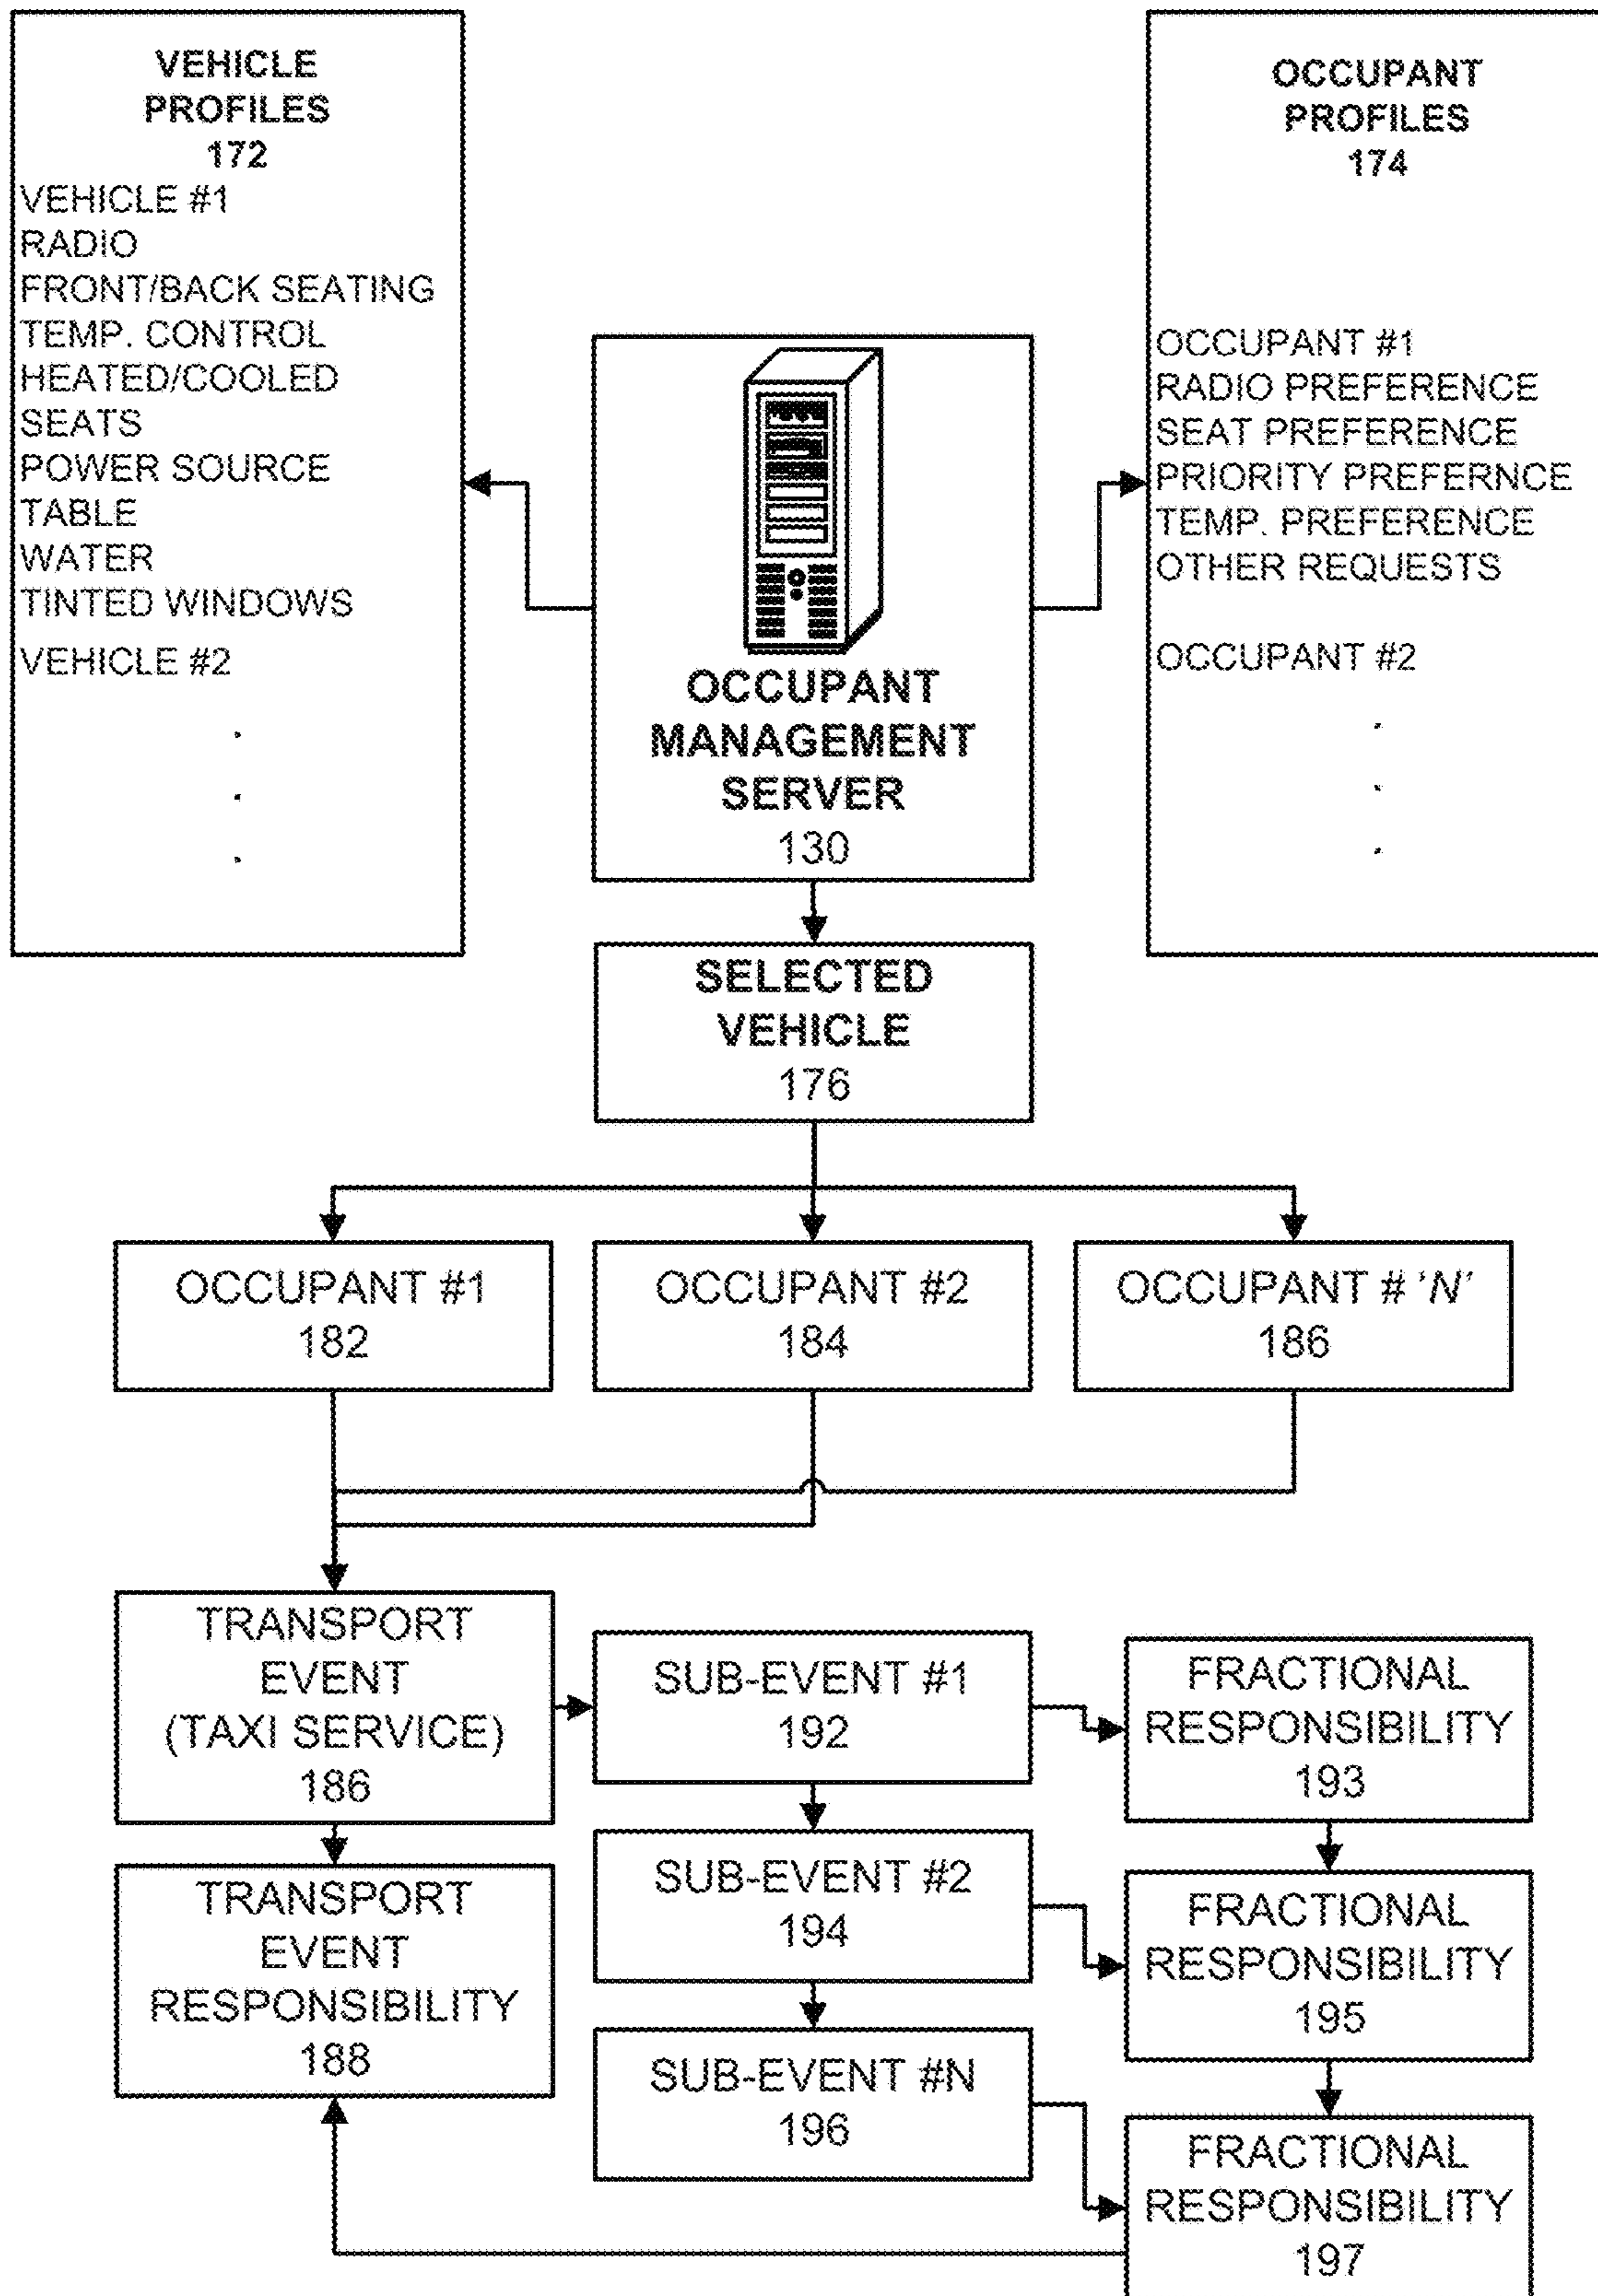 VEHICLE
PROFILES
172
VEHICLE #1
RADIO
FRONT/BACK SEATING
TEMP. CONTROL
HEATED/COOLED
SEATS
POWER SOURCE
TABLE
WATER
TINTED WINDOWS
VEHICLE #2
.
.
.
OCCUPANT
PROFILES
174
OCCUPANT #1
RADIO PREFERENCE
SEAT PREFERENCE
PRIORITY PREFERNCE
TEMP. PREFERENCE
OTHER REQUESTS
OCCUPANT #2
.
.
.
OCCUPANT
MANAGEMENT
SERVER
130
SELECTED
VEHICLE
176
OCCUPANT #1
182
OCCUPANT #2
184
OCCUPANT # 'N'
186
TRANSPORT
EVENT
(TAXI SERVICE)
186
TRANSPORT
EVENT
RESPONSIBILITY
188
SUB-EVENT #1
192
SUB-EVENT #2
194
SUB-EVENT #N
196
FRACTIONAL
RESPONSIBILITY
193
FRACTIONAL
RESPONSIBILITY
195
FRACTIONAL
RESPONSIBILITY
197